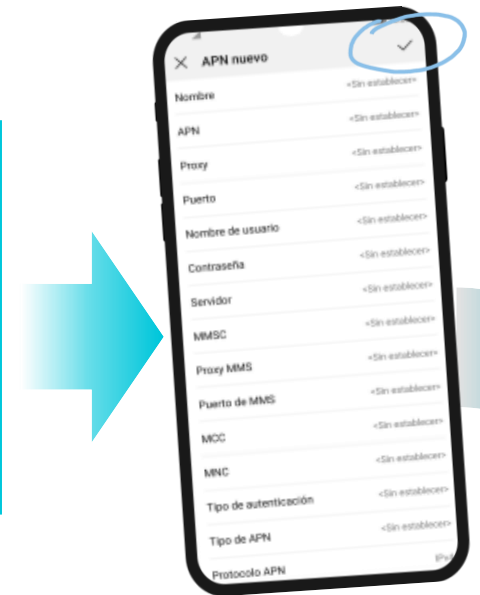 APN nuevo
Nombre <Sin establecer>
APN <Sin establecer>
Proxy <Sin establecer>
Puerto <Sin establecer>
Nombre de usuario <Sin establecer>
Contraseña <Sin establecer>
Servidor <Sin establecer>
MMSC <Sin establecer>
Proxy MMS <Sin establecer>
Puerto de MMS <Sin establecer>
MCC <Sin establecer>
MNC <Sin establecer>
Tipo de autenticación <Sin establecer>
Tipo de APN <Sin establecer>
Protocolo APN